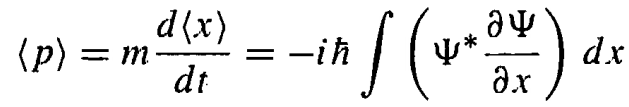 ⟨p⟩ = m d⟨x⟩/dt = −iℏ ∫ (Ψ* ∂Ψ/∂x) dx